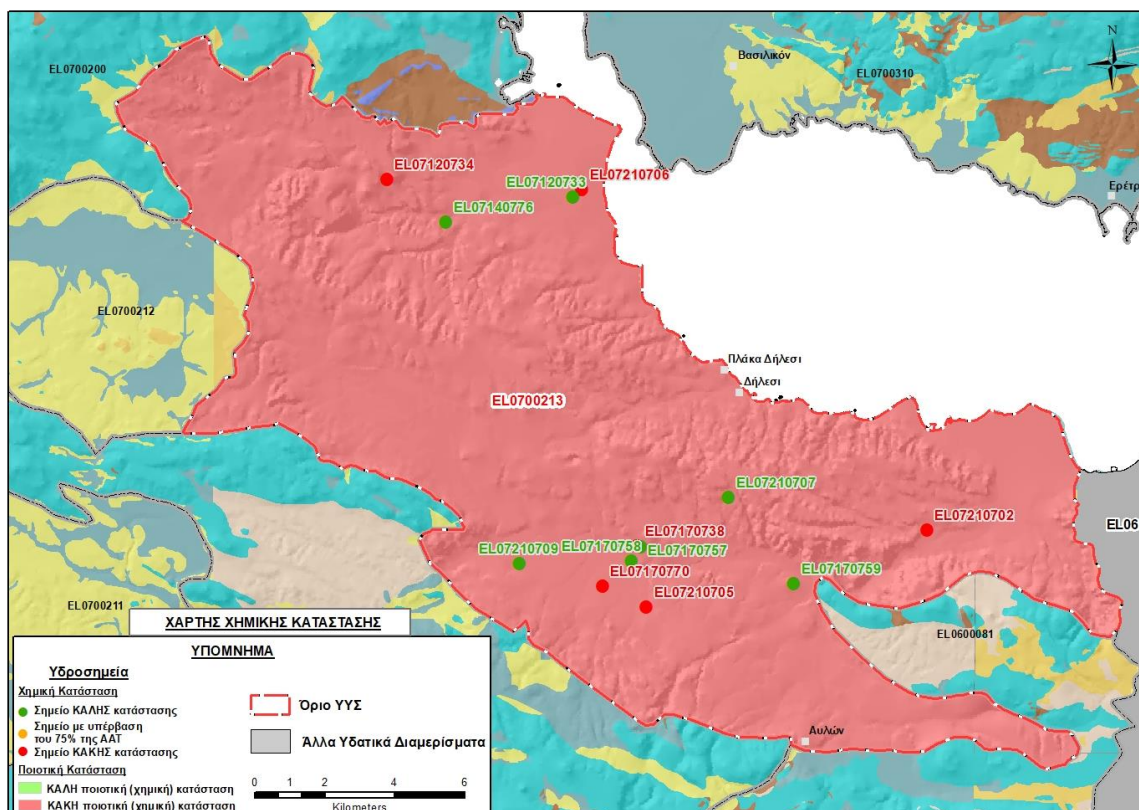 N
EL0700200
Βασιλικόν
EL0700310
EL07120734
EL07120733
EL07210706
EL07140776
Ερέτρ
EL0700212
Πλάκα Δήλεσι
Δήλεσι
EL0700213
EL07210707
EL07210702
EL06
EL07170738
EL07210709
EL07170758
EL07170757
EL07170770
EL07170759
EL07210705
EL0700211
EL0600081
Αυλών
ΧΑΡΤΗΣ ΧΗΜΙΚΗΣ ΚΑΤΑΣΤΑΣΗΣ
ΥΠΟΜΝΗΜΑ
Υδροσημεία
Χημική Κατάσταση
Σημείο ΚΑΛΗΣ κατάστασης
Σημείο με υπέρβαση
του 75% της ΑΑΤ
Σημείο ΚΑΚΗΣ κατάστασης
Ποιοτική Κατάσταση
ΚΑΛΗ ποιοτική (χημική) κατάσταση
ΚΑΚΗ ποιοτική (χημική) κατάσταση
Όριο ΥΥΣ
Άλλα Υδατικά Διαμερίσματα
0 1 2 4 6
Kilometers